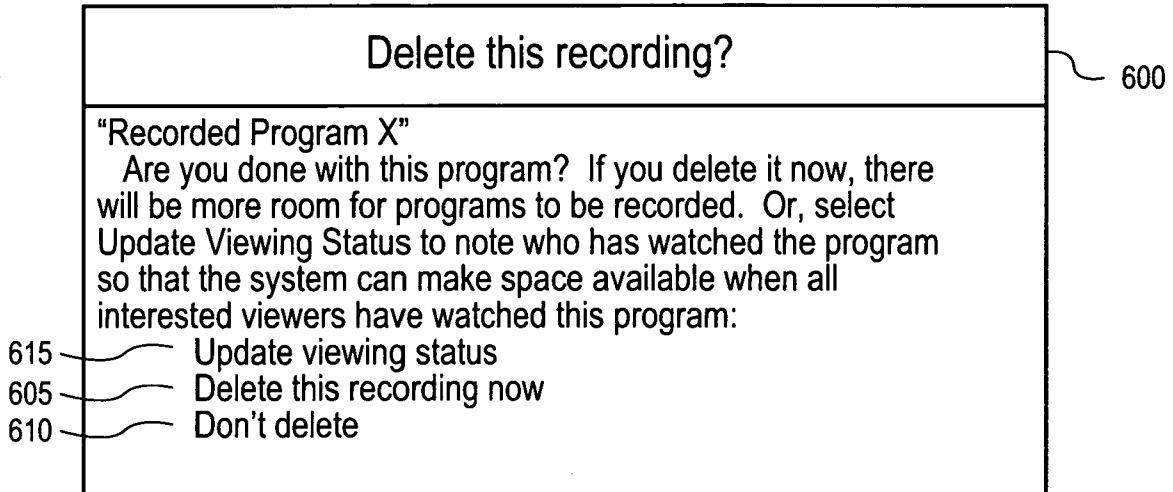 Delete this recording?
600
“Recorded Program X”
Are you done with this program? If you delete it now, there
will be more room for programs to be recorded. Or, select
Update Viewing Status to note who has watched the program
so that the system can make space available when all
interested viewers have watched this program:
615 Update viewing status
605 Delete this recording now
610 Don't delete